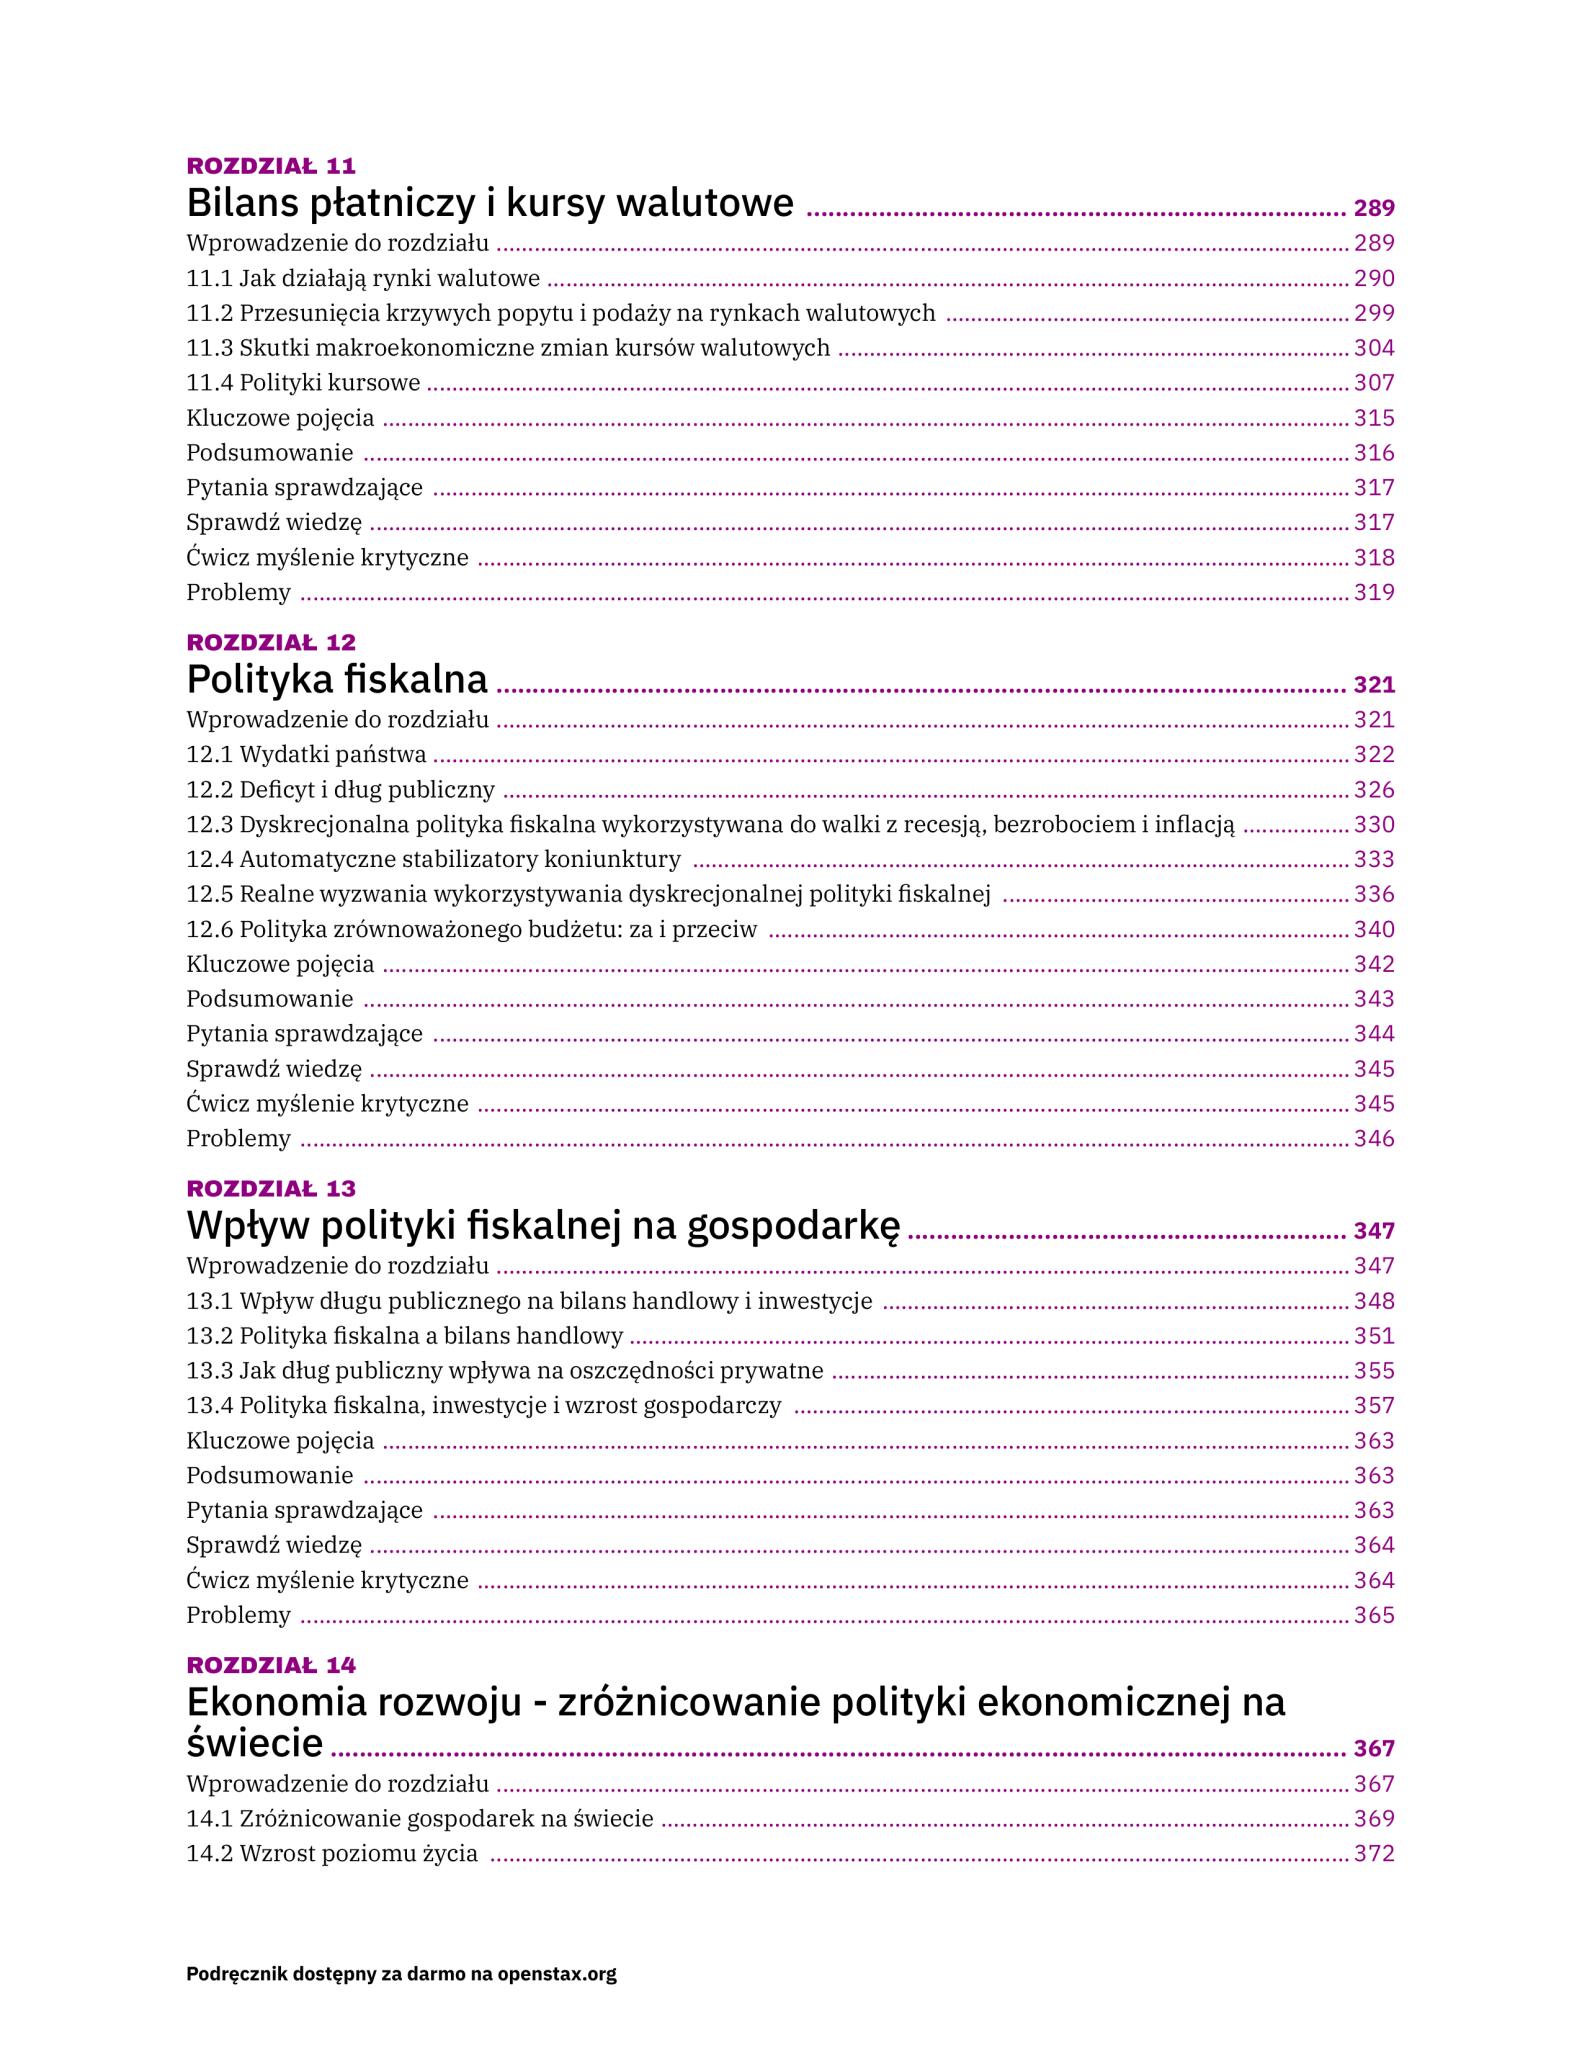 ROZDZIAŁ 11
Bilans płatniczy i kursy walutowe 289
Wprowadzenie do rozdziału 289
11.1 Jak działają rynki walutowe 290
11.2 Przesunięcia krzywych popytu i podaży na rynkach walutowych 299
11.3 Skutki makroekonomiczne zmian kursów walutowych 304
11.4 Polityki kursowe 307
Kluczowe pojęcia 315
Podsumowanie 316
Pytania sprawdzające 317
Sprawdź wiedzę 317
Ćwicz myślenie krytyczne 318
Problemy 319
ROZDZIAŁ 12
Polityka fiskalna 321
Wprowadzenie do rozdziału 321
12.1 Wydatki państwa 322
12.2 Deficyt i dług publiczny 326
12.3 Dyskrecjonalna polityka fiskalna wykorzystywana do walki z recesją, bezrobociem i inflacją 330
12.4 Automatyczne stabilizatory koniunktury 333
12.5 Realne wyzwania wykorzystywania dyskrecjonalnej polityki fiskalnej 336
12.6 Polityka zrównoważonego budżetu: za i przeciw 340
Kluczowe pojęcia 342
Podsumowanie 343
Pytania sprawdzające 344
Sprawdź wiedzę 345
Ćwicz myślenie krytyczne 345
Problemy 346
ROZDZIAŁ 13
Wpływ polityki fiskalnej na gospodarkę 347
Wprowadzenie do rozdziału 347
13.1 Wpływ długu publicznego na bilans handlowy i inwestycje 348
13.2 Polityka fiskalna a bilans handlowy 351
13.3 Jak dług publiczny wpływa na oszczędności prywatne 355
13.4 Polityka fiskalna, inwestycje i wzrost gospodarczy 357
Kluczowe pojęcia 363
Podsumowanie 363
Pytania sprawdzające 363
Sprawdź wiedzę 364
Ćwicz myślenie krytyczne 364
Problemy 365
ROZDZIAŁ 14
Ekonomia rozwoju - zróżnicowanie polityki ekonomicznej na
świecie 367
Wprowadzenie do rozdziału 367
14.1 Zróżnicowanie gospodarek na świecie 369
14.2 Wzrost poziomu życia 372
Podręcznik dostępny za darmo na openstax.org